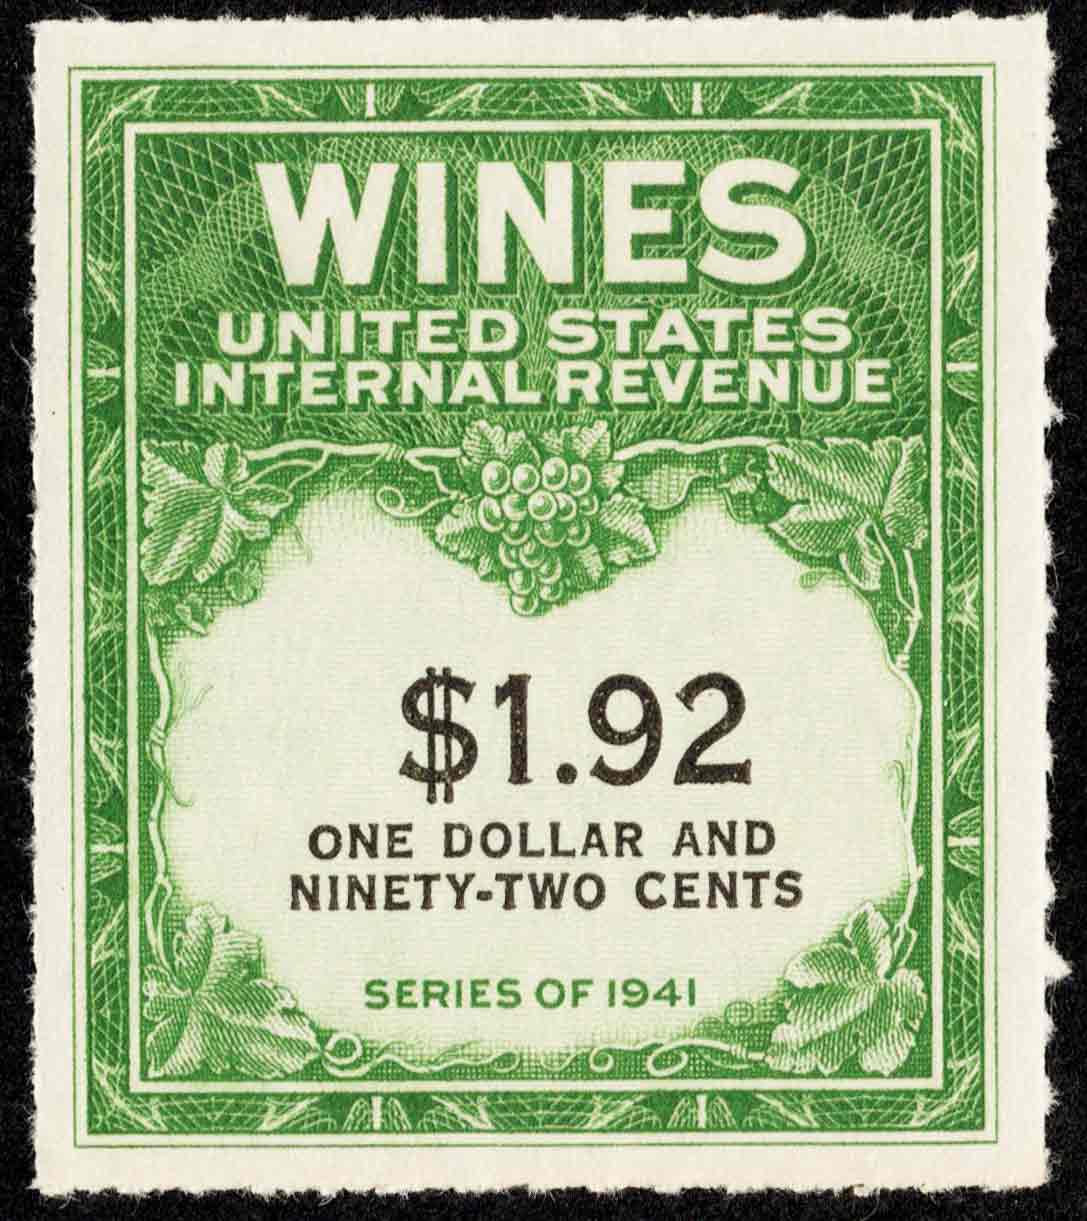 WINES
UNITED STATES
INTERNAL REVENUE
$1.92
ONE DOLLAR AND
NINETY-TWO CENTS
SERIES OF 1941